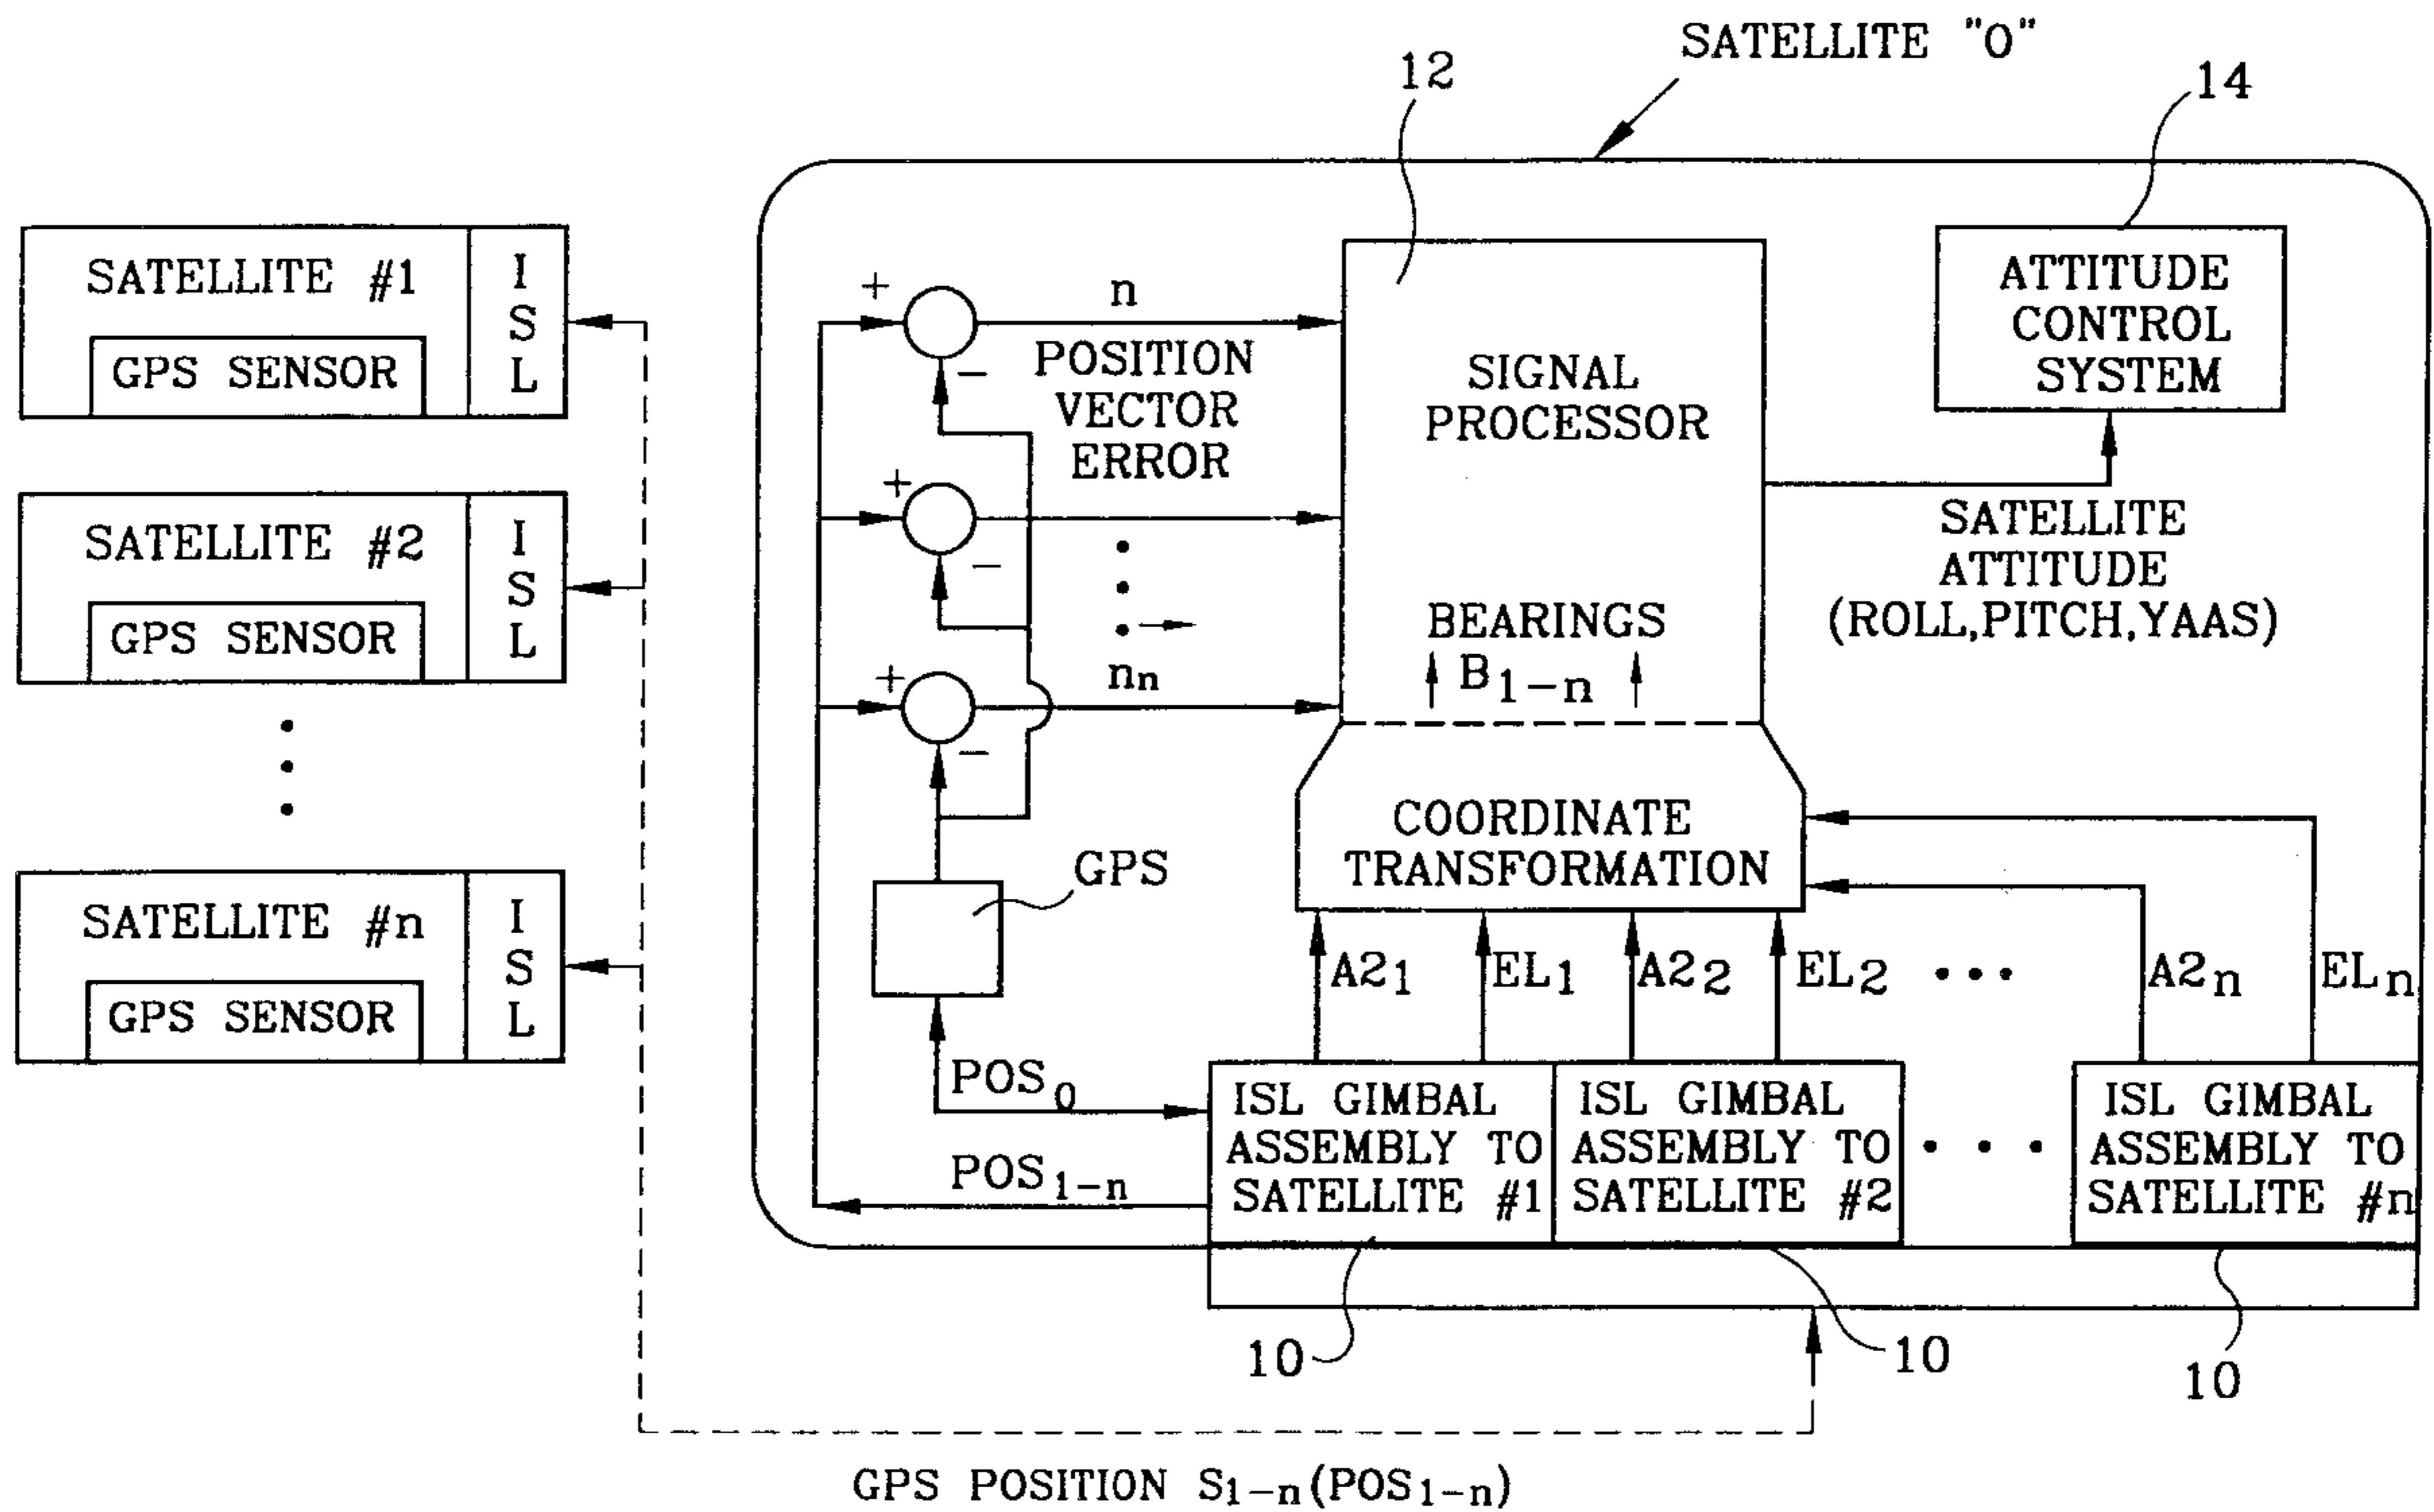 SATELLITE "0"
12
14
SATELLITE #1
GPS SENSOR
I
S
L
SATELLITE #2
GPS SENSOR
I
S
L
SATELLITE #n
GPS SENSOR
I
S
L
+
n
−
POSITION
VECTOR
ERROR
+
−
+
nn
−
SIGNAL
PROCESSOR
BEARINGS
B1-n
ATTITUDE
CONTROL
SYSTEM
SATELLITE
ATTITUDE
(ROLL,PITCH,YAAS)
COORDINATE
TRANSFORMATION
GPS
A21
EL1
A22
EL2
A2n
ELn
POS0
POS1-n
ISL GIMBAL
ASSEMBLY TO
SATELLITE #1
ISL GIMBAL
ASSEMBLY TO
SATELLITE #2
ISL GIMBAL
ASSEMBLY TO
SATELLITE #n
10
10
10
GPS POSITION S1-n(POS1-n)